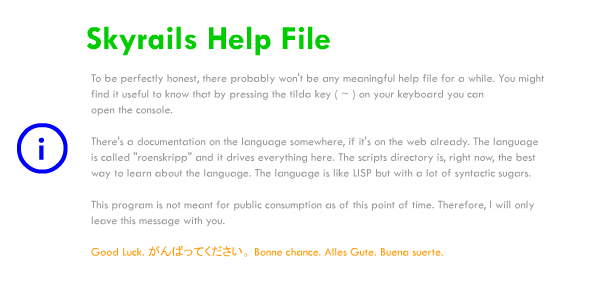 Skyrails Help File
To be perfectly honest, there probably won't be any meaningful help file for a while. You might
find it useful to know that by pressing the tilda key ( ~ ) on your keyboard you can
open the console.
i
There's a documentation on the language somewhere, if it's on the web already. The language
is called "roenskripp" and it drives everything here. The scripts directory is, right now, the best
way to learn about the language. The language is like LISP but with a lot of syntactic sugars.
This program is not meant for public consumption as of this point of time. Therefore, I will only
leave this message with you.
Good Luck. がんばってください。 Bonne chance. Alles Gute. Buena suerte.